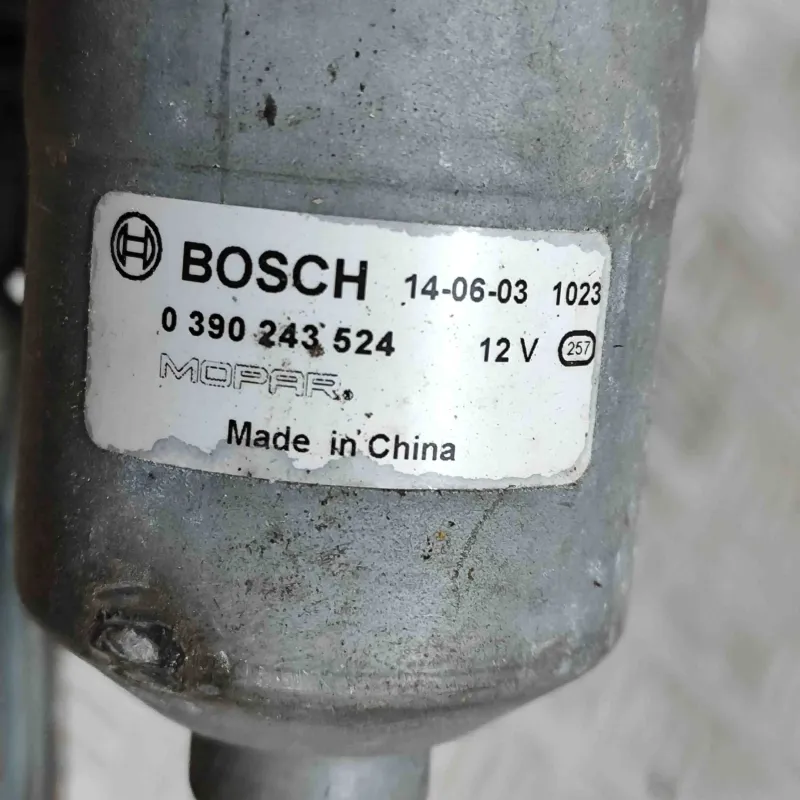 BOSCH 14-06-03 1023
0 390 243 524 12 V 257
MOPAR®
Made in China